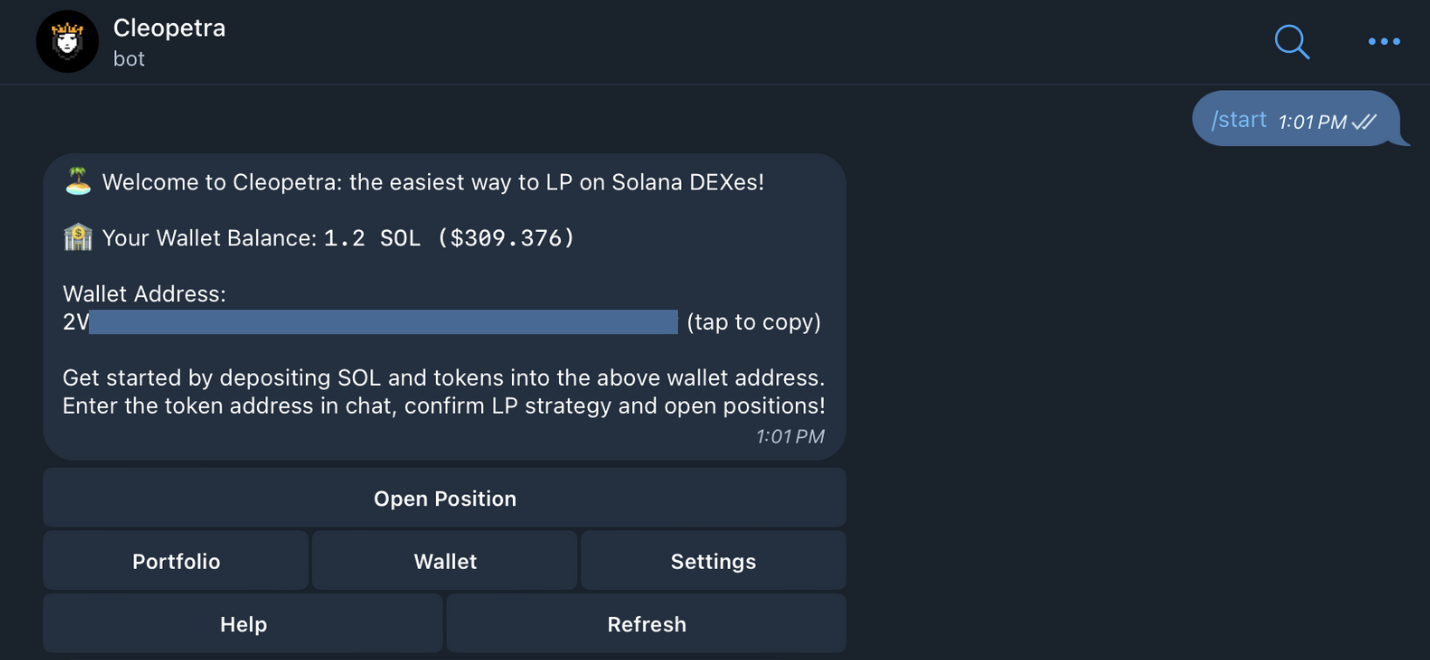 Cleopetra
bot
/start 1:01 PM
🏝️ Welcome to Cleopetra: the easiest way to LP on Solana DEXes!
🏦 Your Wallet Balance: 1.2 SOL ($309.376)
Wallet Address:
2V (tap to copy)
Get started by depositing SOL and tokens into the above wallet address.
Enter the token address in chat, confirm LP strategy and open positions!
1:01 PM
Open Position
Portfolio Wallet Settings
Help Refresh